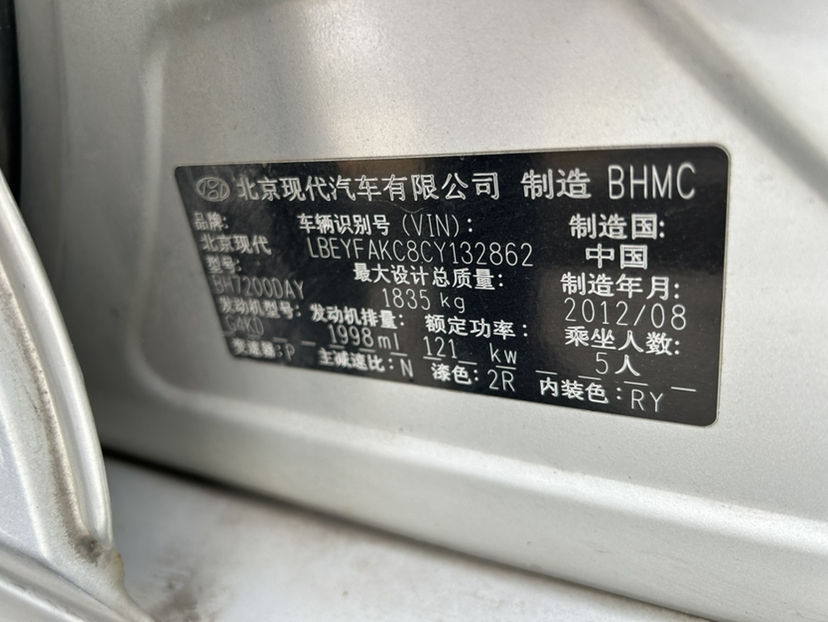 北京现代汽车有限公司 制造 BHMC
品牌: 车辆识别号(VIN): 制造国:
北京现代 LBEYFAKC8CY132862 中国
型号: 最大设计总质量: 制造年月:
BH7200DAY 1835 kg 2012/08
发动机型号: 发动机排量: 额定功率: 乘坐人数:
G4KD 1998ml 121 kw 5人
变速器:P 主减速比:N 漆色:2R 内装色:RY